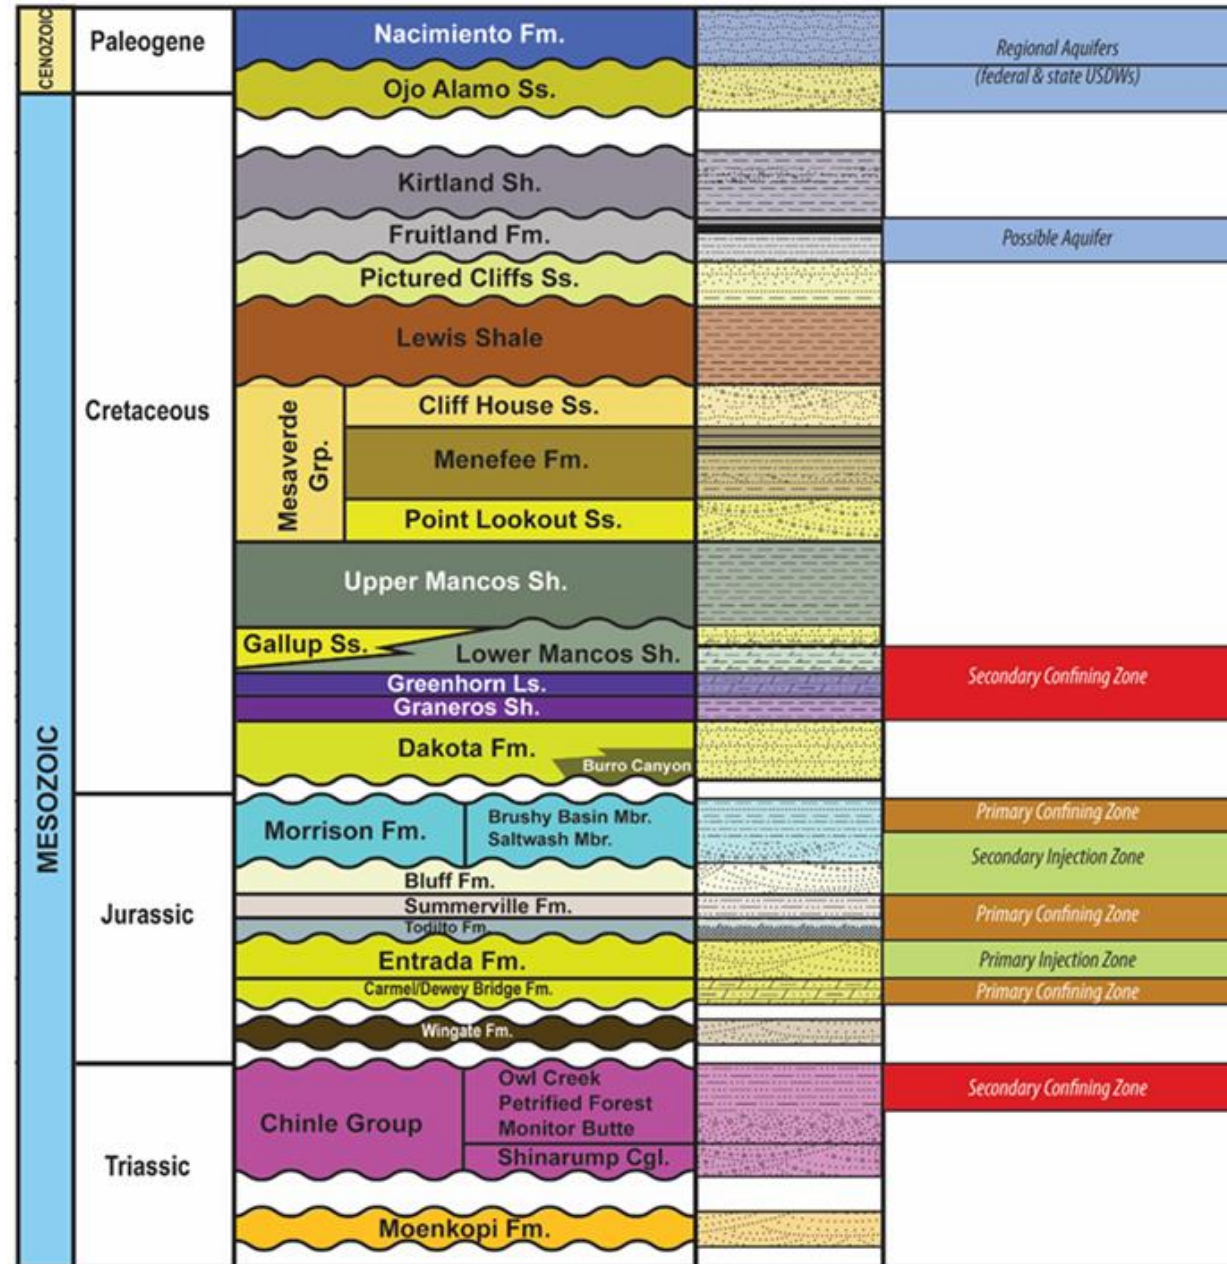 CENOZOIC
Paleogene
Nacimiento Fm.
Regional Aquifers
(federal & state USDWs)
Ojo Alamo Ss.
MESOZOIC
Cretaceous
Kirtland Sh.
Fruitland Fm.
Possible Aquifer
Pictured Cliffs Ss.
Lewis Shale
Mesaverde
Grp.
Cliff House Ss.
Menefee Fm.
Point Lookout Ss.
Upper Mancos Sh.
Gallup Ss.
Lower Mancos Sh.
Secondary Confining Zone
Greenhorn Ls.
Graneros Sh.
Dakota Fm.
Burro Canyon
Jurassic
Morrison Fm.
Brushy Basin Mbr.
Saltwash Mbr.
Primary Confining Zone
Secondary Injection Zone
Bluff Fm.
Summerville Fm.
Primary Confining Zone
Todilto Fm.
Entrada Fm.
Primary Injection Zone
Carmel/Dewey Bridge Fm.
Primary Confining Zone
Wingate Fm.
Triassic
Chinle Group
Owl Creek
Petrified Forest
Monitor Butte
Shinarump Cgl.
Secondary Confining Zone
Moenkopi Fm.